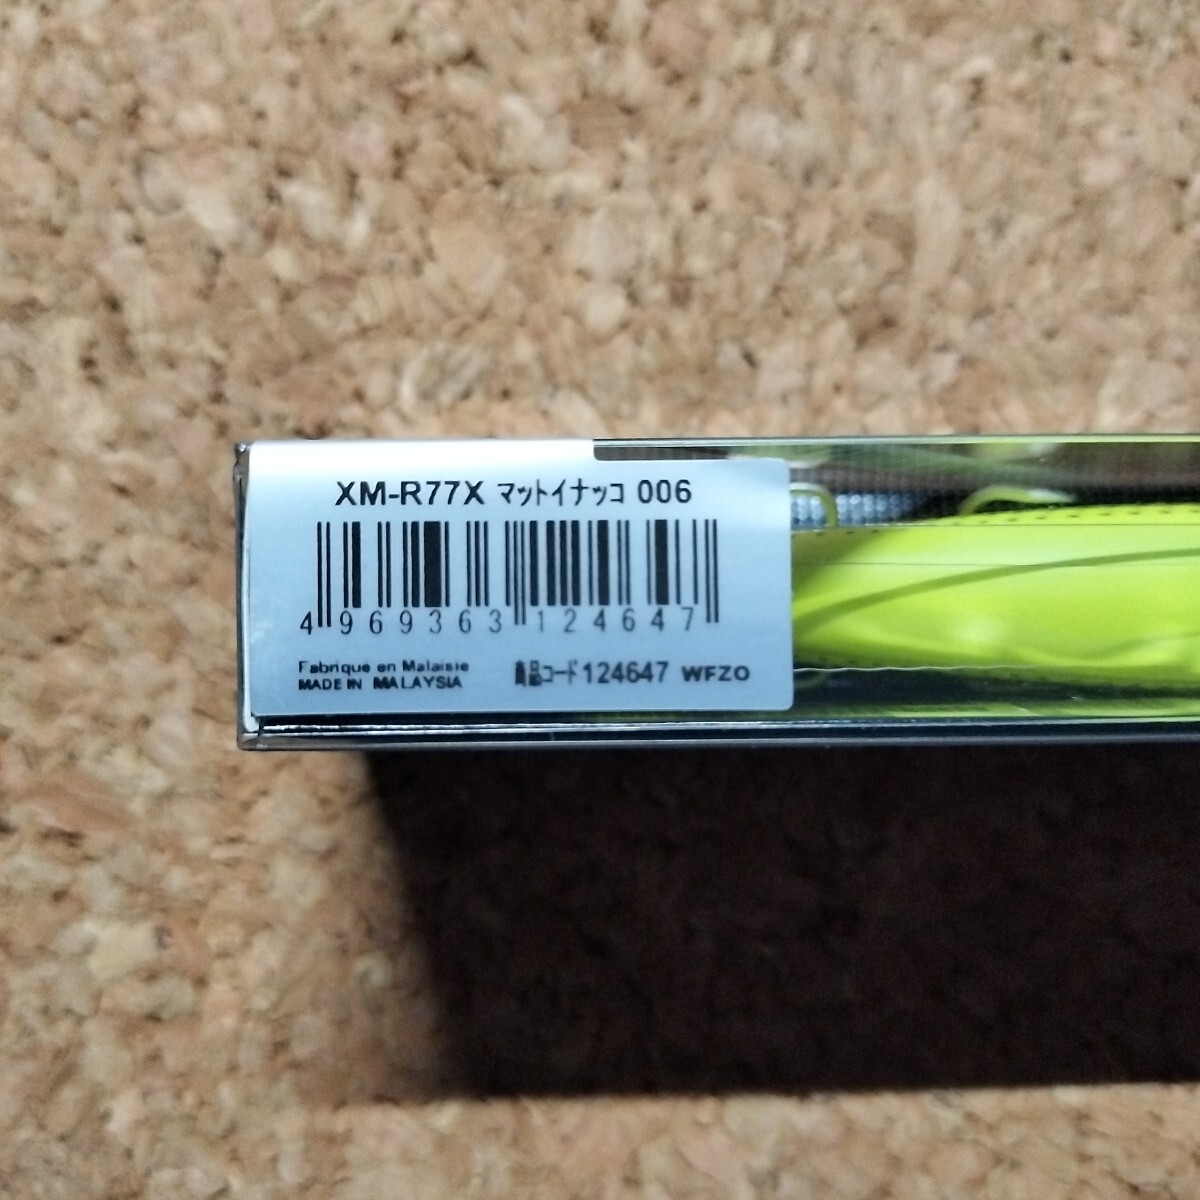 XM-R77X マットイナッコ 006
4 969363 124647
Fabrique en Malaisie
MADE IN MALAYSIA
商品コード124647 WFZO